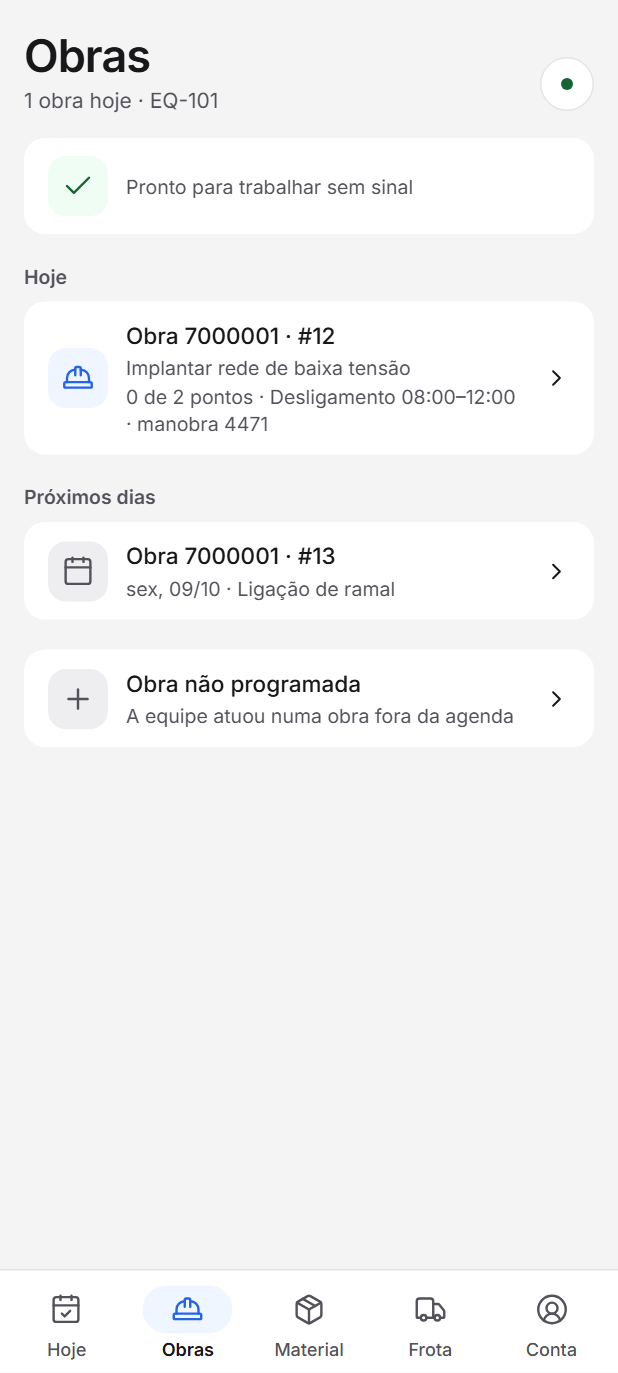 Obras
1 obra hoje · EQ-101
Pronto para trabalhar sem sinal
Hoje
Obra 7000001 · #12
Implantar rede de baixa tensão
0 de 2 pontos · Desligamento 08:00–12:00
· manobra 4471
Próximos dias
Obra 7000001 · #13
sex, 09/10 · Ligação de ramal
Obra não programada
A equipe atuou numa obra fora da agenda
Hoje
Obras
Material
Frota
Conta